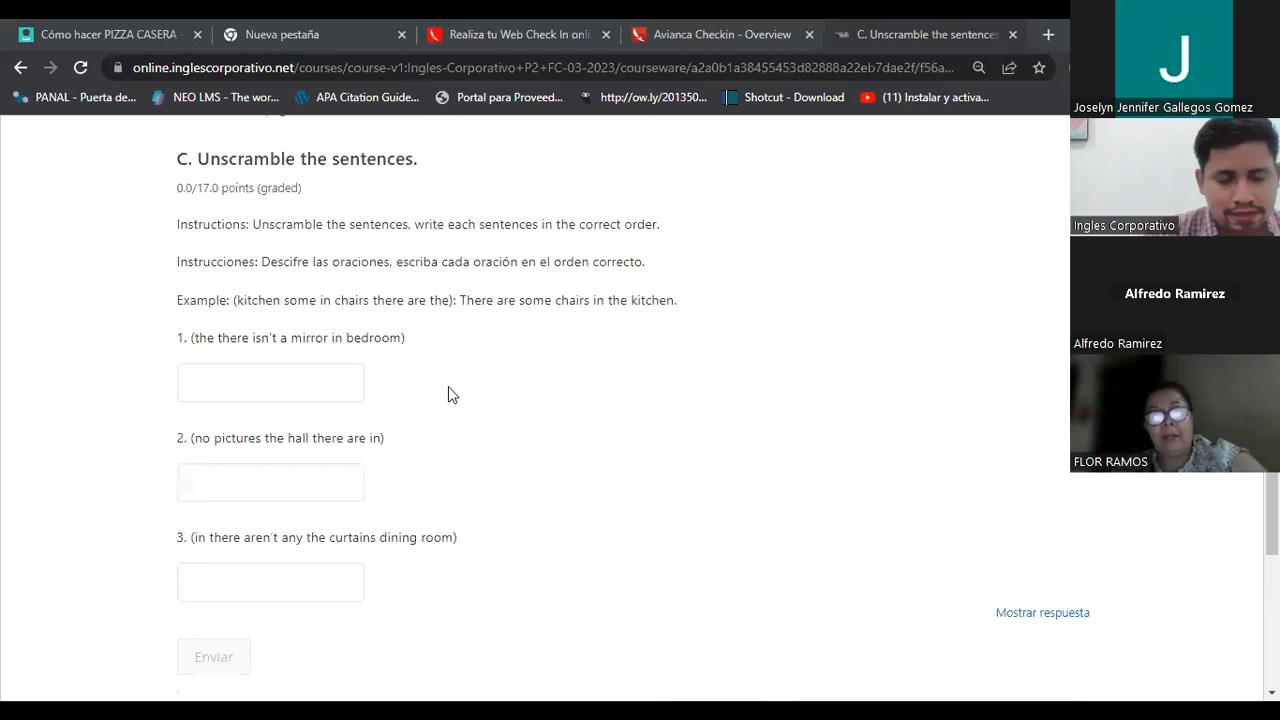 Cómo hacer PIZZA CASERA -
Nueva pestaña
Realiza tu Web Check In onlin
Avianca Checkin - Overview
C. Unscramble the sentences.
online.inglescorporativo.net/courses/course-v1:Ingles-Corporativo+P2+FC-03-2023/courseware/a2a0b1a38455453d82888a22eb7dae2f/f56a...
PANAL - Puerta de...
NEO LMS - The wor...
APA Citation Guide...
Portal para Proveed...
http://ow.ly/201350...
Shotcut - Download
(11) Instalar y activa...
C. Unscramble the sentences.
0.0/17.0 points (graded)
Instructions: Unscramble the sentences, write each sentences in the correct order.
Instrucciones: Descifre las oraciones, escriba cada oración en el orden correcto.
Example: (kitchen some in chairs there are the): There are some chairs in the kitchen.
1. (the there isn't a mirror in bedroom)
2. (no pictures the hall there are in)
3. (in there aren't any the curtains dining room)
Mostrar respuesta
Enviar
J
Joselyn Jennifer Gallegos Gomez
Ingles Corporativo
Alfredo Ramirez
Alfredo Ramirez
FLOR RAMOS